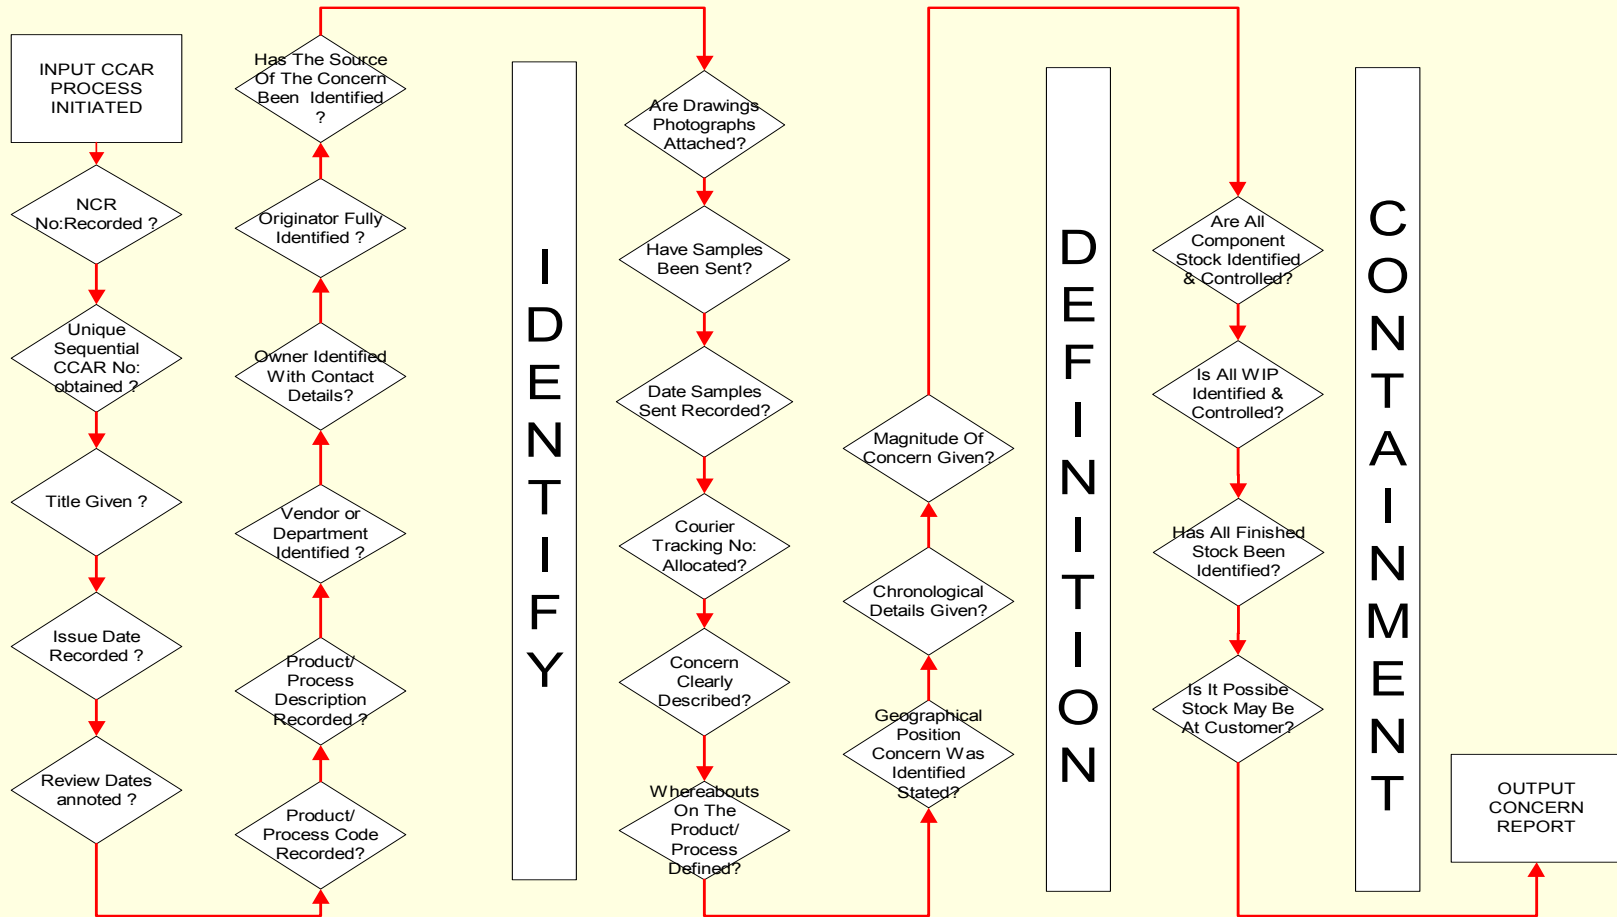 INPUT CCAR
PROCESS
INITIATED
NCR
No:Recorded ?
Unique
Sequential
CCAR No:
obtained ?
Title Given ?
Issue Date
Recorded ?
Review Dates
annoted ?
Product/
Process Code
Recorded?
Product/
Process
Description
Recorded ?
Vendor or
Department
Identified ?
Owner Identified
With Contact
Details?
Originator Fully
Identified ?
Has The Source
Of The Concern
Been Identified
?
IDENTIFY
Are Drawings
Photographs
Attached?
Have Samples
Been Sent?
Date Samples
Sent Recorded?
Courier
Tracking No:
Allocated?
Concern
Clearly
Described?
Whereabouts
On The
Product/
Process
Defined?
Geographical
Position
Concern Was
Identified
Stated?
Chronological
Details Given?
Magnitude Of
Concern Given?
DEFINITION
Are All
Component
Stock Identified
& Controlled?
Is All WIP
Identified &
Controlled?
Has All Finished
Stock Been
Identified?
Is It Possibe
Stock May Be
At Customer?
CONTAINMENT
OUTPUT
CONCERN
REPORT